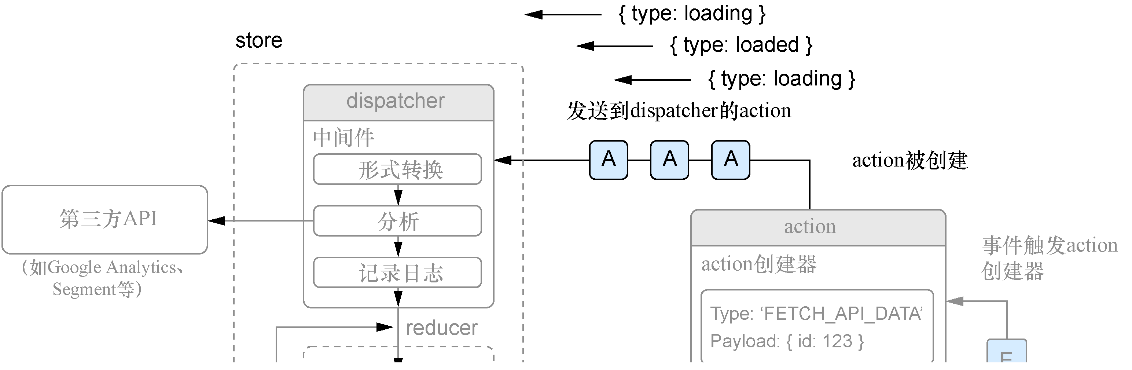 { type: loading }
store
{ type: loaded }
{ type: loading }
dispatcher
发送到dispatcher的action
中间件
A A A
action被创建
形式转换
第三方API
分析
action
（如Google Analytics、
Segment等）
记录日志
action创建器
事件触发action
创建器
Type: ‘FETCH_API_DATA’
reducer
Payload: { id: 123 }